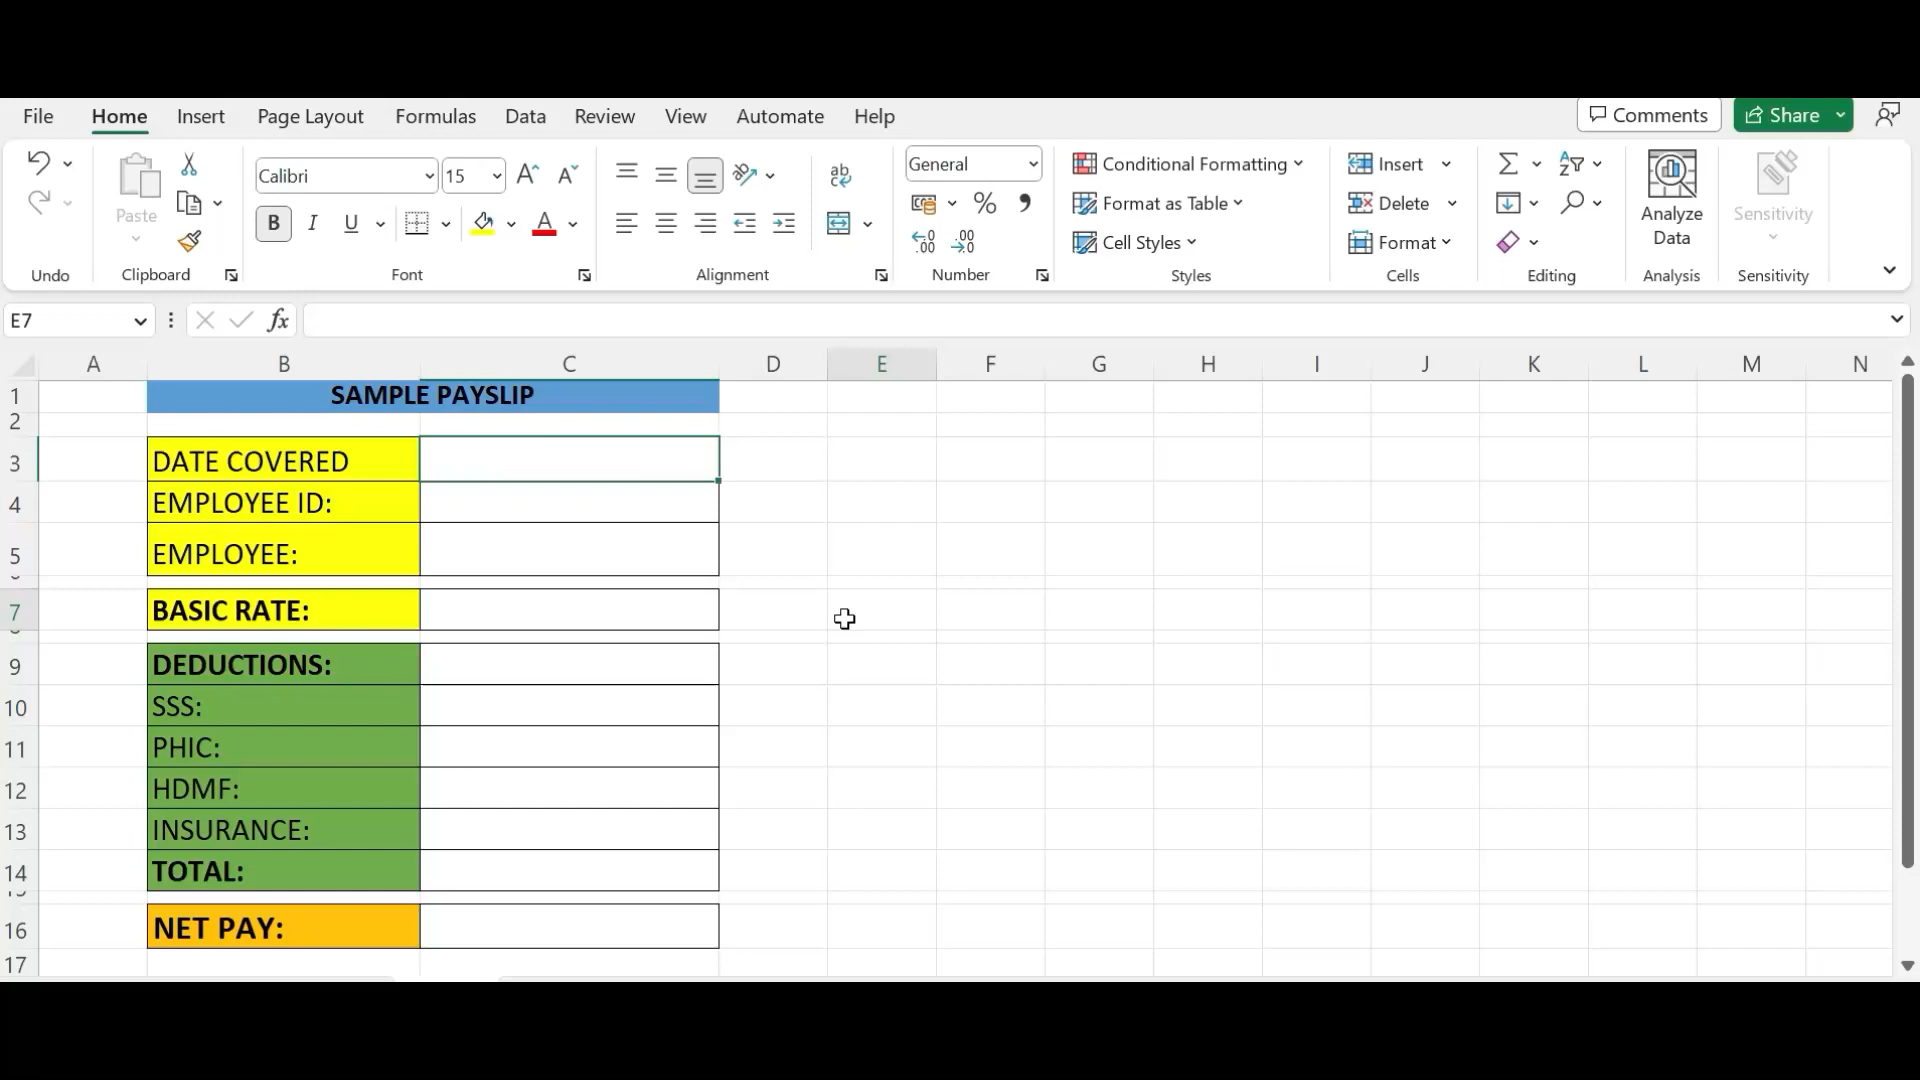 File Home Insert Page Layout Formulas Data Review View Automate Help Comments Share
Calibri 15 General Conditional Formatting Insert
Paste B I U A % Format as Table Delete Analyze Data Sensitivity
Cell Styles Format
Undo Clipboard Font Alignment Number Styles Cells Editing Analysis Sensitivity
E7 fx
A B C D E F G H I J K L M N
1 SAMPLE PAYSLIP
2
3 DATE COVERED
4 EMPLOYEE ID:
5 EMPLOYEE:
7 BASIC RATE:
9 DEDUCTIONS:
10 SSS:
11 PHIC:
12 HDMF:
13 INSURANCE:
14 TOTAL:
16 NET PAY:
17